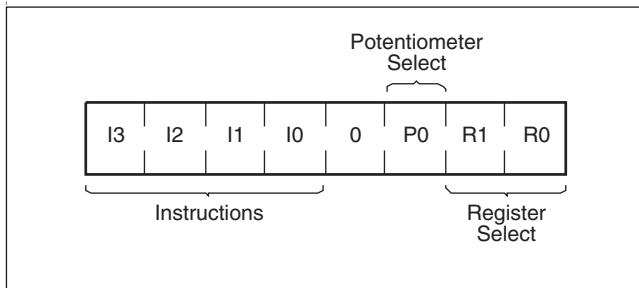 Potentiometer
Select
I3 I2 I1 I0 0 P0 R1 R0
Instructions
Register
Select